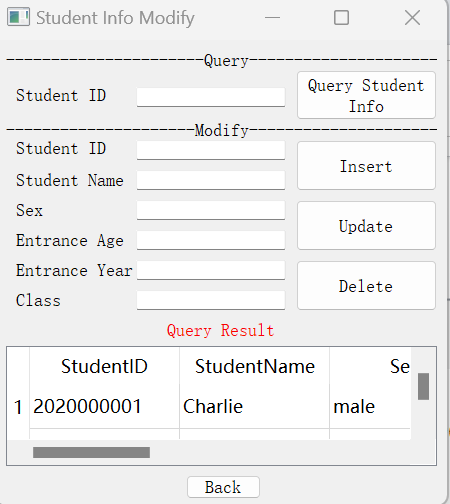 Student Info Modify
Query
Student ID
Query Student
Info
Modify
Student ID
Student Name
Insert
Sex
Entrance Age
Update
Entrance Year
Class
Delete
Query Result
StudentID StudentName Se
1 2020000001 Charlie male
Back